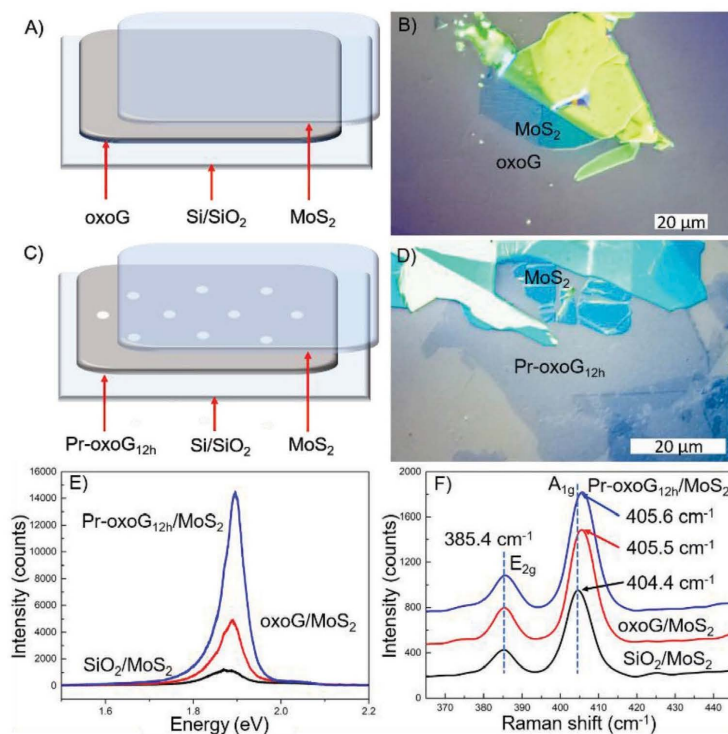 A)
oxoG
Si/SiO₂
MoS₂
B)
MoS₂
oxoG
20 μm
C)
Pr-oxoG₁₂ₕ
Si/SiO₂
MoS₂
D)
MoS₂
Pr-oxoG₁₂ₕ
20 μm
E)
16000
14000
12000
10000
8000
6000
4000
2000
0
Intensity (counts)
Pr-oxoG₁₂ₕ/MoS₂
oxoG/MoS₂
SiO₂/MoS₂
1.6
1.8
2.0
2.2
Energy (eV)
F)
1800
1400
800
400
200
Intensity (counts)
A₁g
Pr-oxoG₁₂ₕ/MoS₂
405.6 cm⁻¹
385.4 cm⁻¹
E₂g
405.5 cm⁻¹
404.4 cm⁻¹
oxoG/MoS₂
SiO₂/MoS₂
370
380
390
400
410
420
430
440
Raman shift (cm⁻¹)